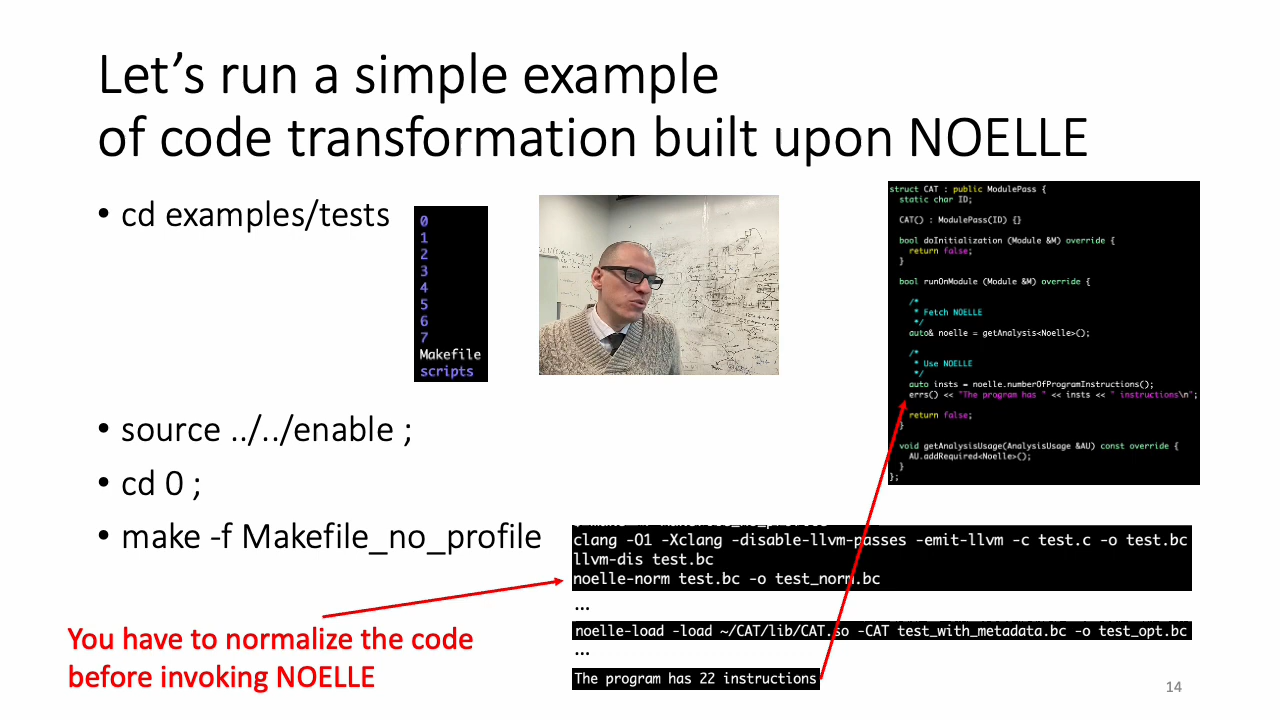 Let’s run a simple example
of code transformation built upon NOELLE
• cd examples/tests
0
1
2
3
4
5
6
7
Makefile
scripts
struct CAT : public ModulePass {
static char ID;
CAT() : ModulePass(ID) {}
bool doInitialization (Module &M) override {
return false;
}
bool runOnModule (Module &M) override {
/*
* Fetch NOELLE
*/
auto& noelle = getAnalysis<Noelle>();
/*
* Use NOELLE
*/
auto insts = noelle.numberOfProgramInstructions();
errs() << "The program has " << insts << " instructions\n";
return false;
}
void getAnalysisUsage(AnalysisUsage &AU) const override {
AU.addRequired<Noelle>();
}
};
• source ../../enable ;
• cd 0 ;
• make -f Makefile_no_profile
clang -O1 -Xclang -disable-llvm-passes -emit-llvm -c test.c -o test.bc
llvm-dis test.bc
noelle-norm test.bc -o test_norm.bc
...
noelle-load -load ~/CAT/lib/CAT.so -CAT test_with_metadata.bc -o test_opt.bc
...
The program has 22 instructions
You have to normalize the code
before invoking NOELLE
14